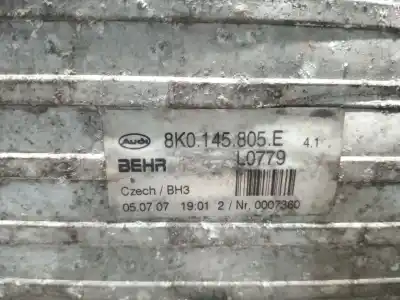 Audi 8K0.145.805.E 4.1
BEHR L0779
Czech / BH3
05.07.07 19:01 2 / Nr. 0007360